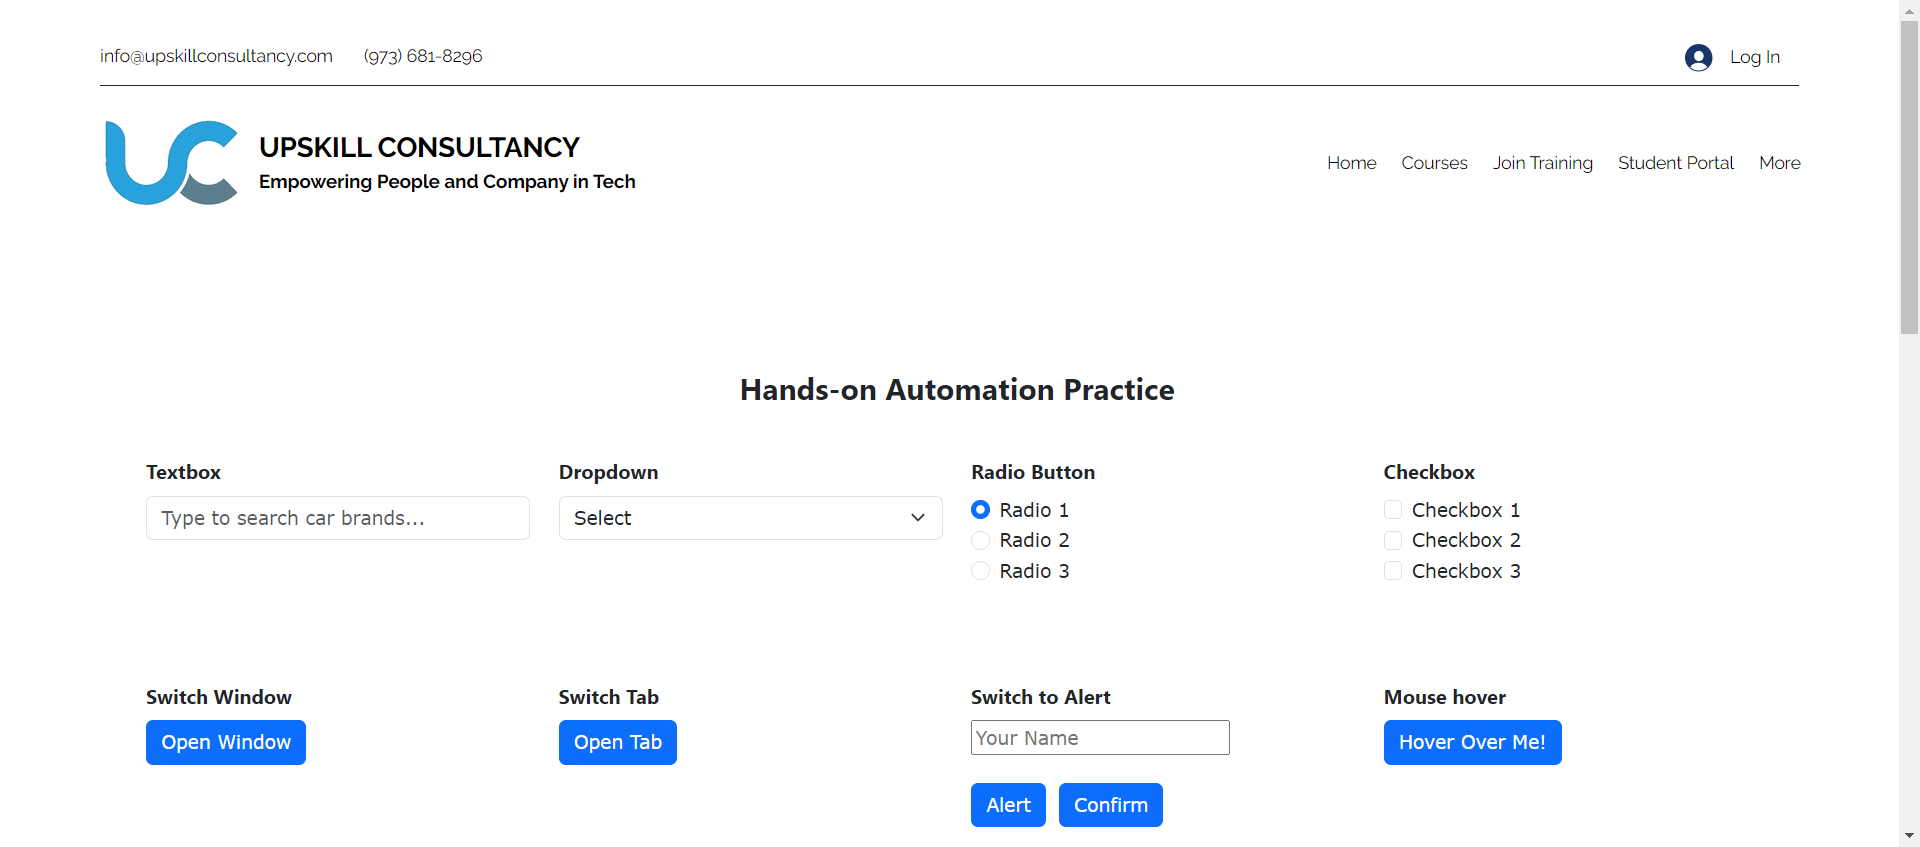 info@upskillconsultancy.com (973) 681-8296
Log In
UC
UPSKILL CONSULTANCY
Empowering People and Company in Tech
Home Courses Join Training Student Portal More
Hands-on Automation Practice
Textbox
Type to search car brands...
Dropdown
Select
Radio Button
Radio 1
Radio 2
Radio 3
Checkbox
Checkbox 1
Checkbox 2
Checkbox 3
Switch Window
Open Window
Switch Tab
Open Tab
Switch to Alert
Your Name
Alert Confirm
Mouse hover
Hover Over Me!